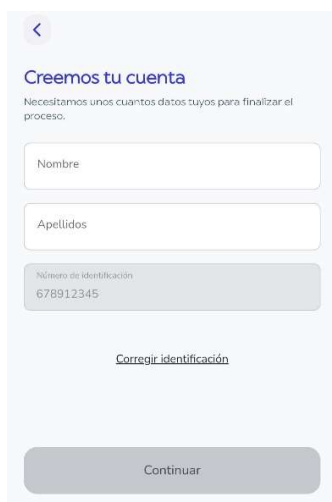 Creemos tu cuenta
Necesitamos unos cuantos datos tuyos para finalizar el
proceso.
Nombre
Apellidos
Número de identificación
678912345
Corregir identificación
Continuar